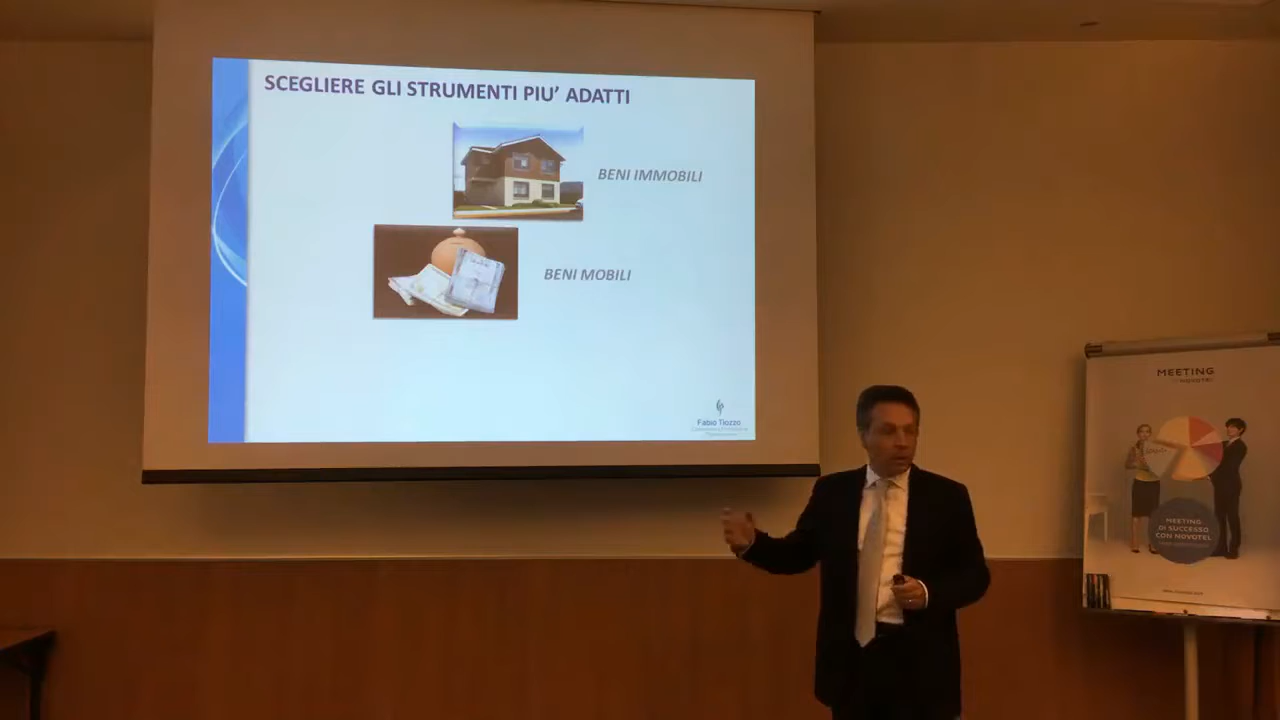 SCEGLIERE GLI STRUMENTI PIU' ADATTI
BENI IMMOBILI
BENI MOBILI
Fabio Tiozzo
MEETING
NOVOTEL
MEETING
DI SUCCESSO
CON NOVOTEL